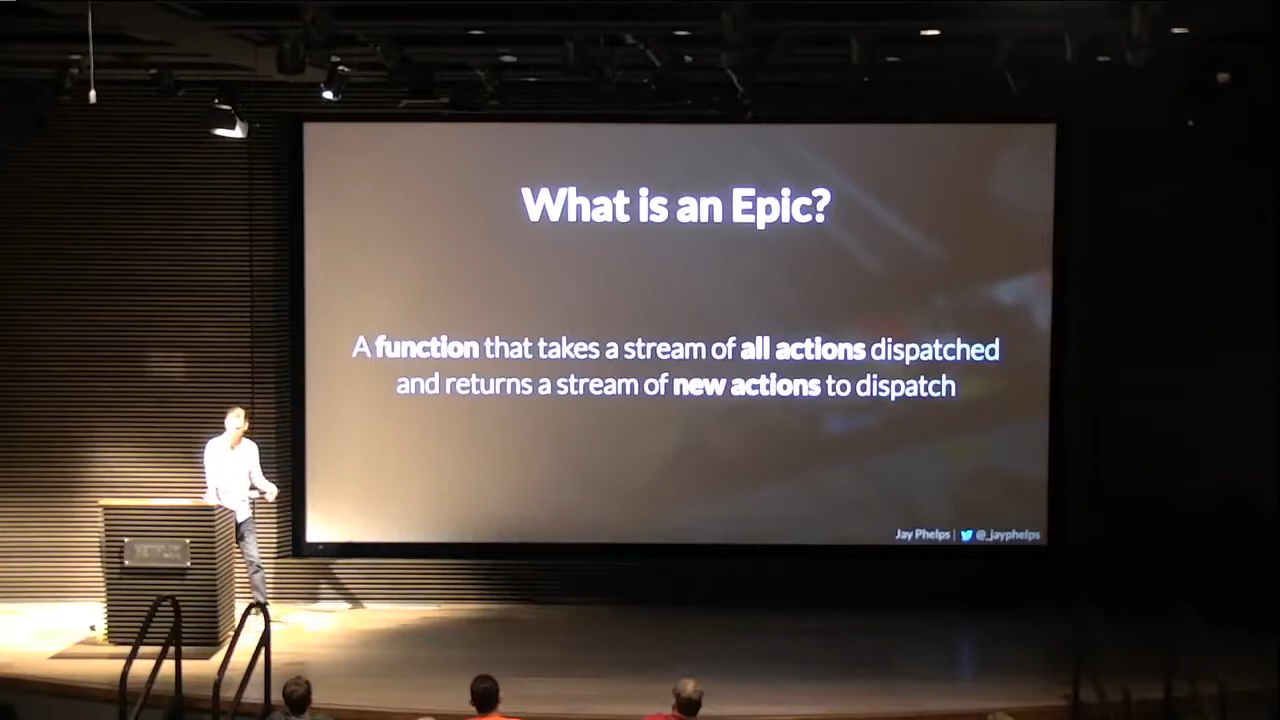 What is an Epic?
A function that takes a stream of all actions dispatched
and returns a stream of new actions to dispatch
Jay Phelps | @_jayphelps
NETFLIX